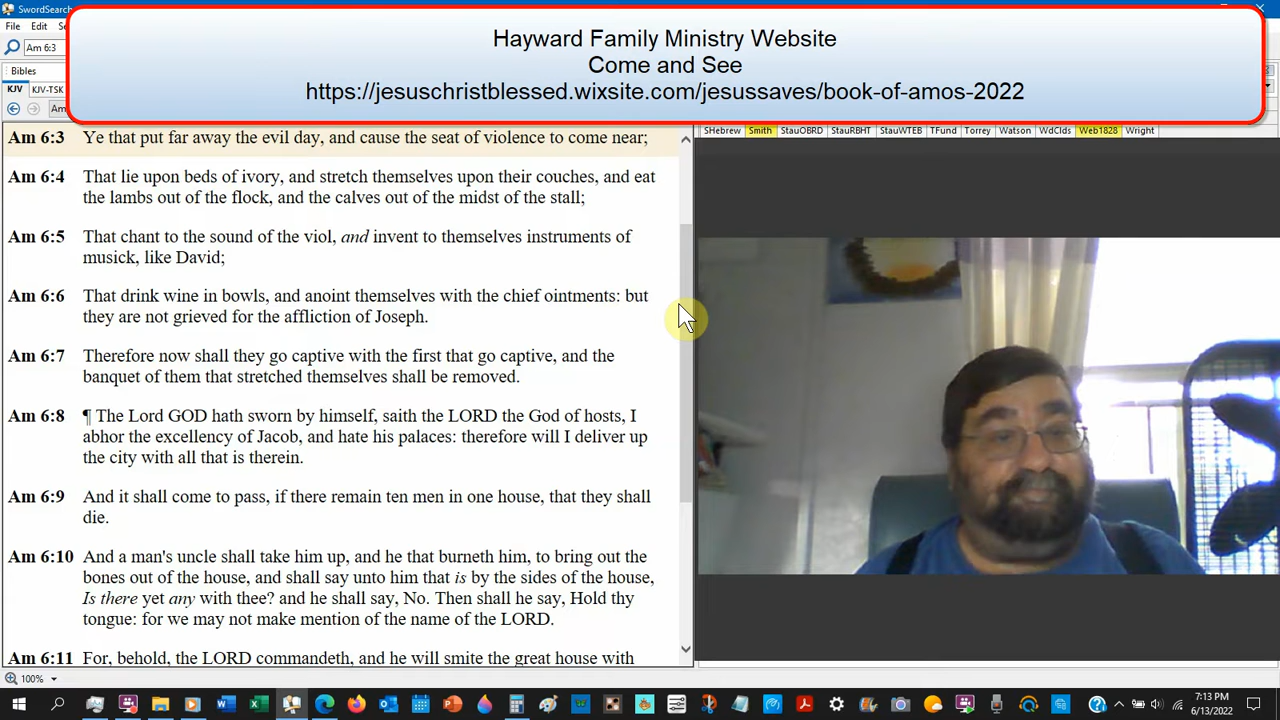 SwordSearch
File Edit
Hayward Family Ministry Website
Come and See
https://jesuschristblessed.wixsite.com/jesussaves/book-of-amos-2022
Am 6:3
Bibles
KJV KJV-TSK
Am
SHebrew Smith StauOBRD StauRBHT StauWTEB TFund Torrey Watson WdClds Web1828 Wright
Am 6:3 Ye that put far away the evil day, and cause the seat of violence to come near;
Am 6:4 That lie upon beds of ivory, and stretch themselves upon their couches, and eat
the lambs out of the flock, and the calves out of the midst of the stall;
Am 6:5 That chant to the sound of the viol, and invent to themselves instruments of
musick, like David;
Am 6:6 That drink wine in bowls, and anoint themselves with the chief ointments: but
they are not grieved for the affliction of Joseph.
Am 6:7 Therefore now shall they go captive with the first that go captive, and the
banquet of them that stretched themselves shall be removed.
Am 6:8 ¶ The Lord GOD hath sworn by himself, saith the LORD the God of hosts, I
abhor the excellency of Jacob, and hate his palaces: therefore will I deliver up
the city with all that is therein.
Am 6:9 And it shall come to pass, if there remain ten men in one house, that they shall
die.
Am 6:10 And a man's uncle shall take him up, and he that burneth him, to bring out the
bones out of the house, and shall say unto him that is by the sides of the house,
Is there yet any with thee? and he shall say, No. Then shall he say, Hold thy
tongue: for we may not make mention of the name of the LORD.
Am 6:11 For, behold, the LORD commandeth, and he will smite the great house with
100%
7:13 PM
6/13/2022